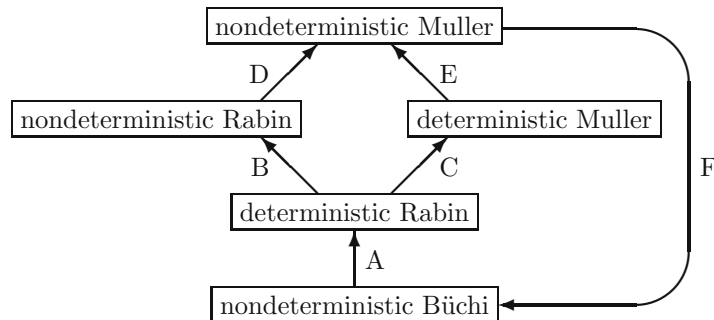 nondeterministic Muller
D
E
nondeterministic Rabin
deterministic Muller
B
C
F
deterministic Rabin
A
nondeterministic Büchi